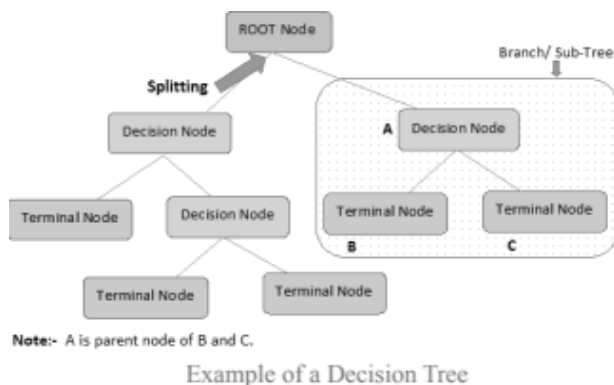 ROOT Node
Branch/ Sub-Tree
Splitting
Decision Node
A Decision Node
Terminal Node
Decision Node
Terminal Node
Terminal Node
B
C
Terminal Node
Terminal Node
Note:- A is parent node of B and C.
Example of a Decision Tree